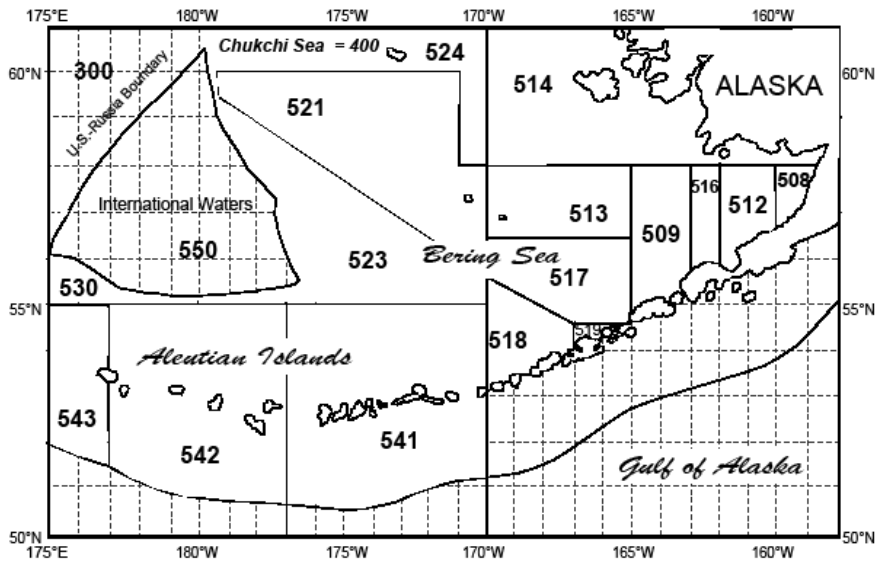 175°E 180°W 175°W 170°W 165°W 160°W
Chukchi Sea = 400
524
60°N
300
60°N
514
ALASKA
U.S.-Russia Boundary
521
516
508
International Waters
513
512
509
550
523
Bering Sea
517
530
55°N
55°N
519
518
Aleutian Islands
543
542
541
Gulf of Alaska
50°N
50°N
175°E 180°W 175°W 170°W 165°W 160°W